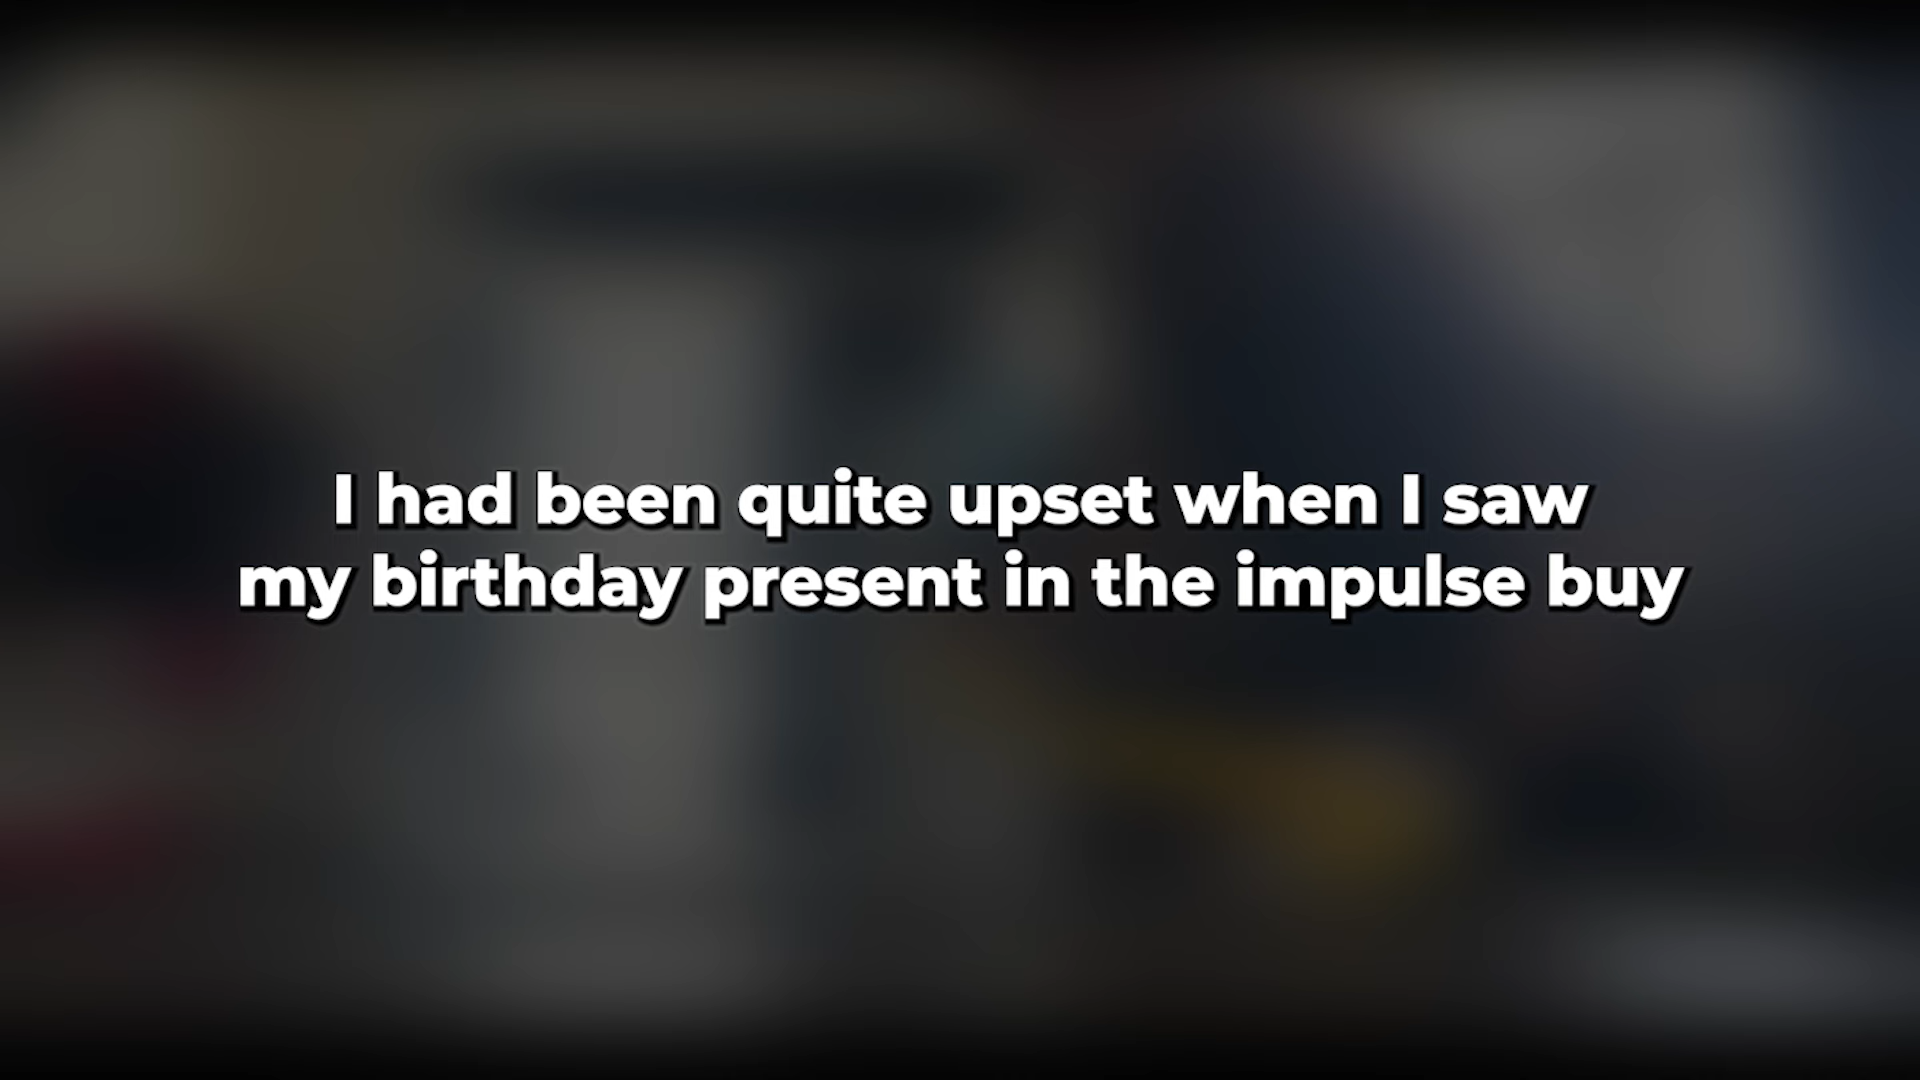 I had been quite upset when I saw
my birthday present in the impulse buy